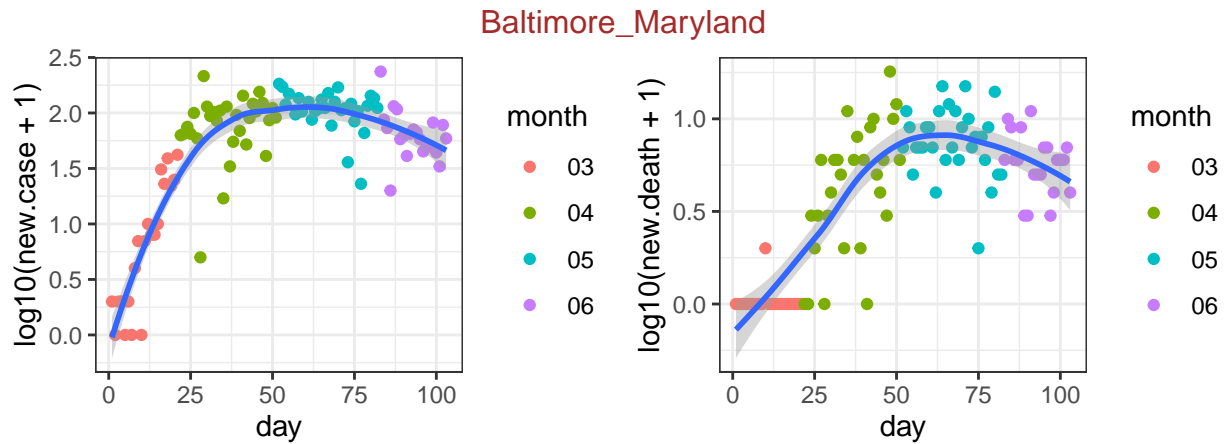 Baltimore_Maryland
log10(new.case + 1)
2.5
2.0
1.5
1.0
0.5
0.0
0 25 50 75 100
day
month
03
04
05
06
log10(new.death + 1)
1.0
0.5
0.0
0 25 50 75 100
day
month
03
04
05
06